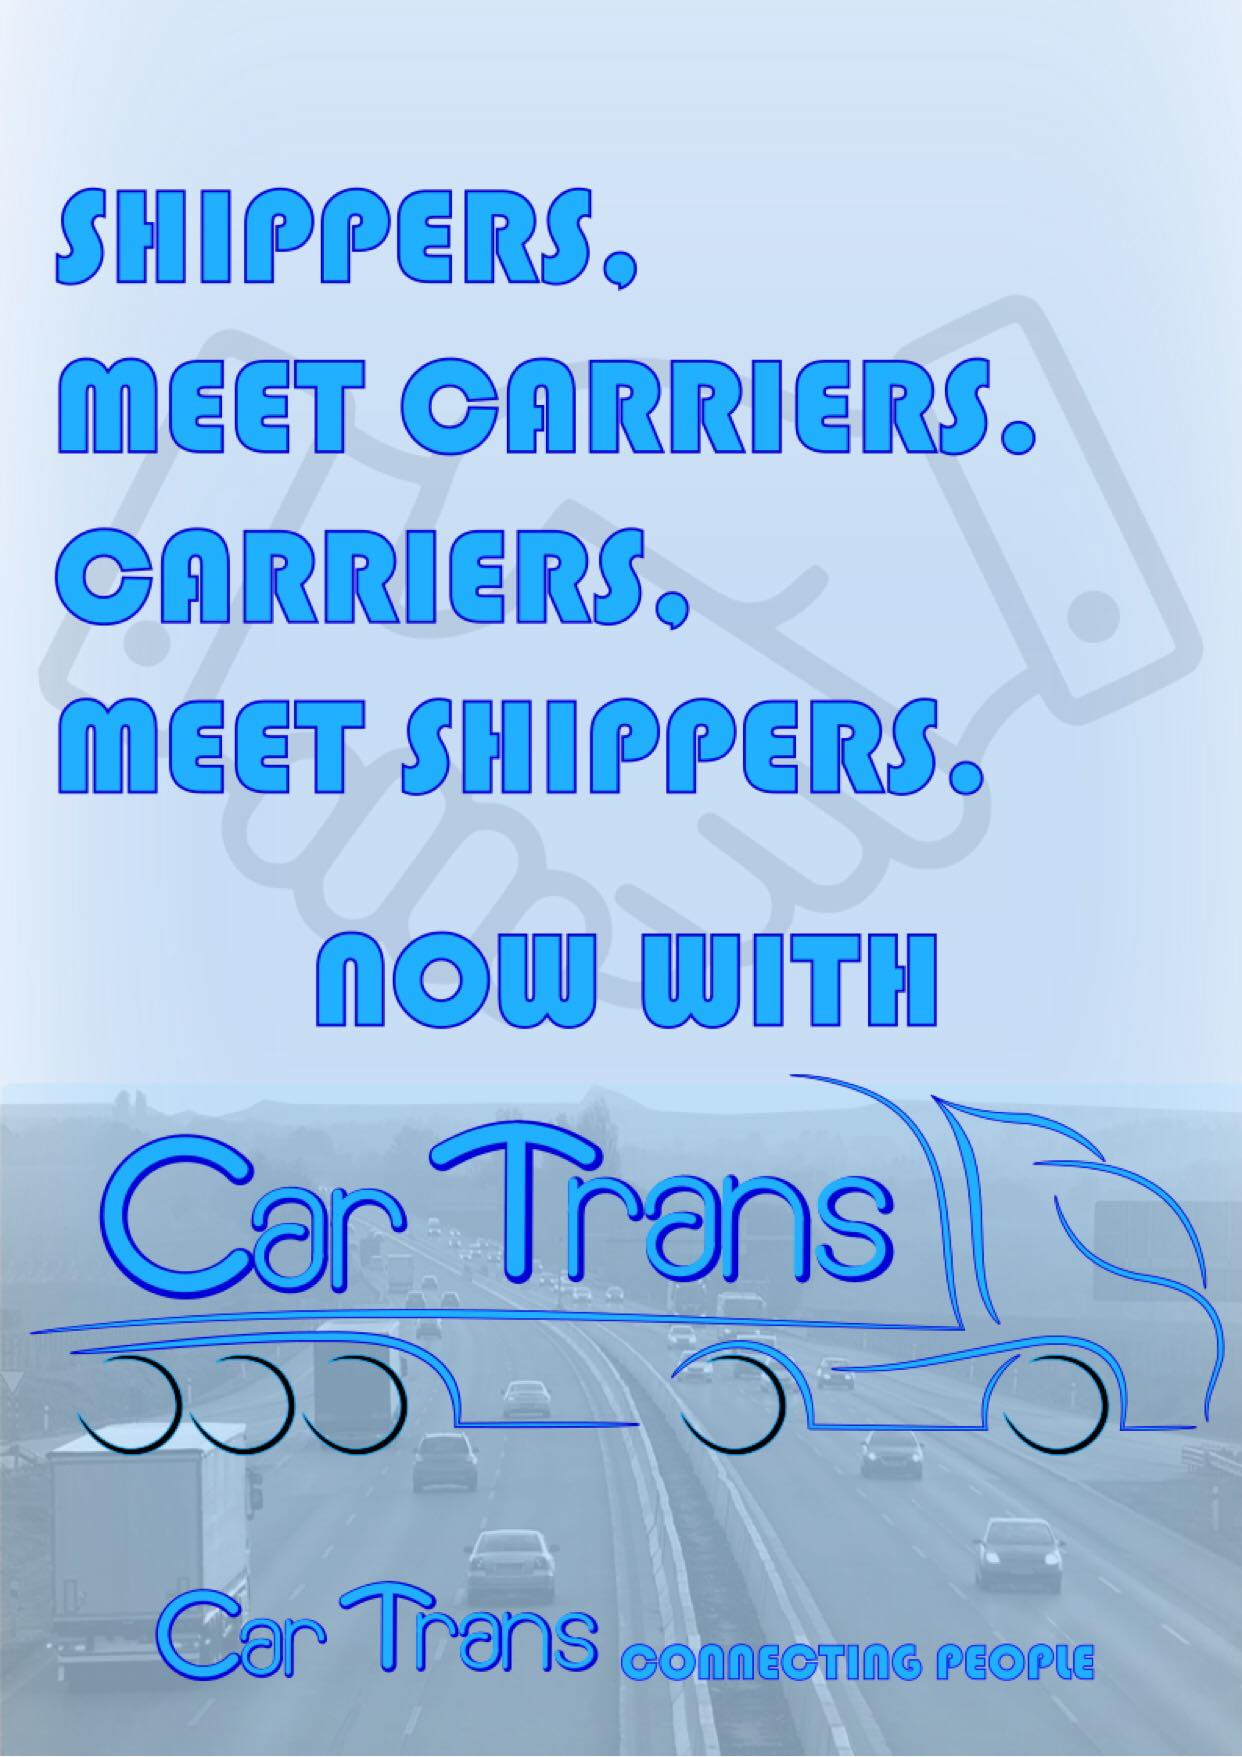 SHIPPERS,
MEET CARRIERS.
CARRIERS,
MEET SHIPPERS.
NOW WITH
Car Trans
Car Trans CONNECTING PEOPLE